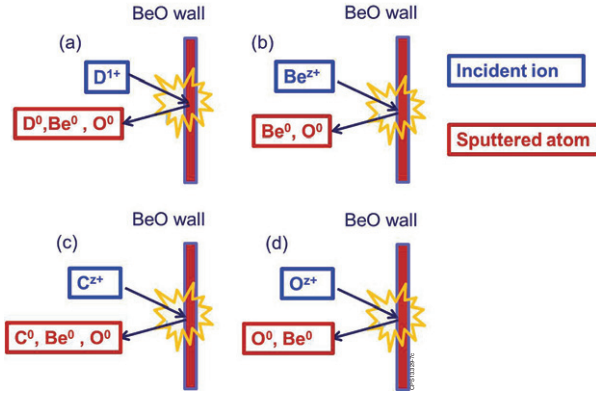 BeO wall
(a)
D¹⁺
D⁰,Be⁰ , O⁰
BeO wall
(b)
Beᶻ⁺
Be⁰, O⁰
Incident ion
Sputtered atom
BeO wall
(c)
Cᶻ⁺
C⁰, Be⁰ , O⁰
BeO wall
(d)
Oᶻ⁺
O⁰, Be⁰